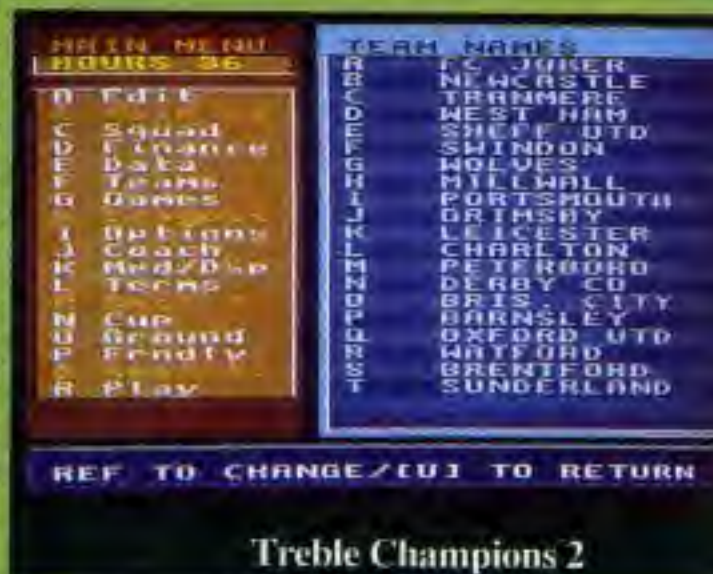 MAIN MENU
HOURS 36
A Edit
C Squad
D Finance
E Data
F Teams
G Games
I Options
J Coach
K Med/Dsp
L Terms
N Cup
O Ground
P Frndly
R Play
TEAM NAMES
A FC JOKER
B NEWCASTLE
C TRANMERE
D WEST HAM
E SHEFF UTD
F SWINDON
G WOLVES
H MILLWALL
I PORTSMOUTH
J GRIMSBY
K LEICESTER
L CHARLTON
M PETERBORO
N DERBY CO
O BRIS. CITY
P BARNSLEY
Q OXFORD UTD
R WATFORD
S BRENTFORD
T SUNDERLAND
REF TO CHANGE/[U] TO RETURN
Treble Champions 2